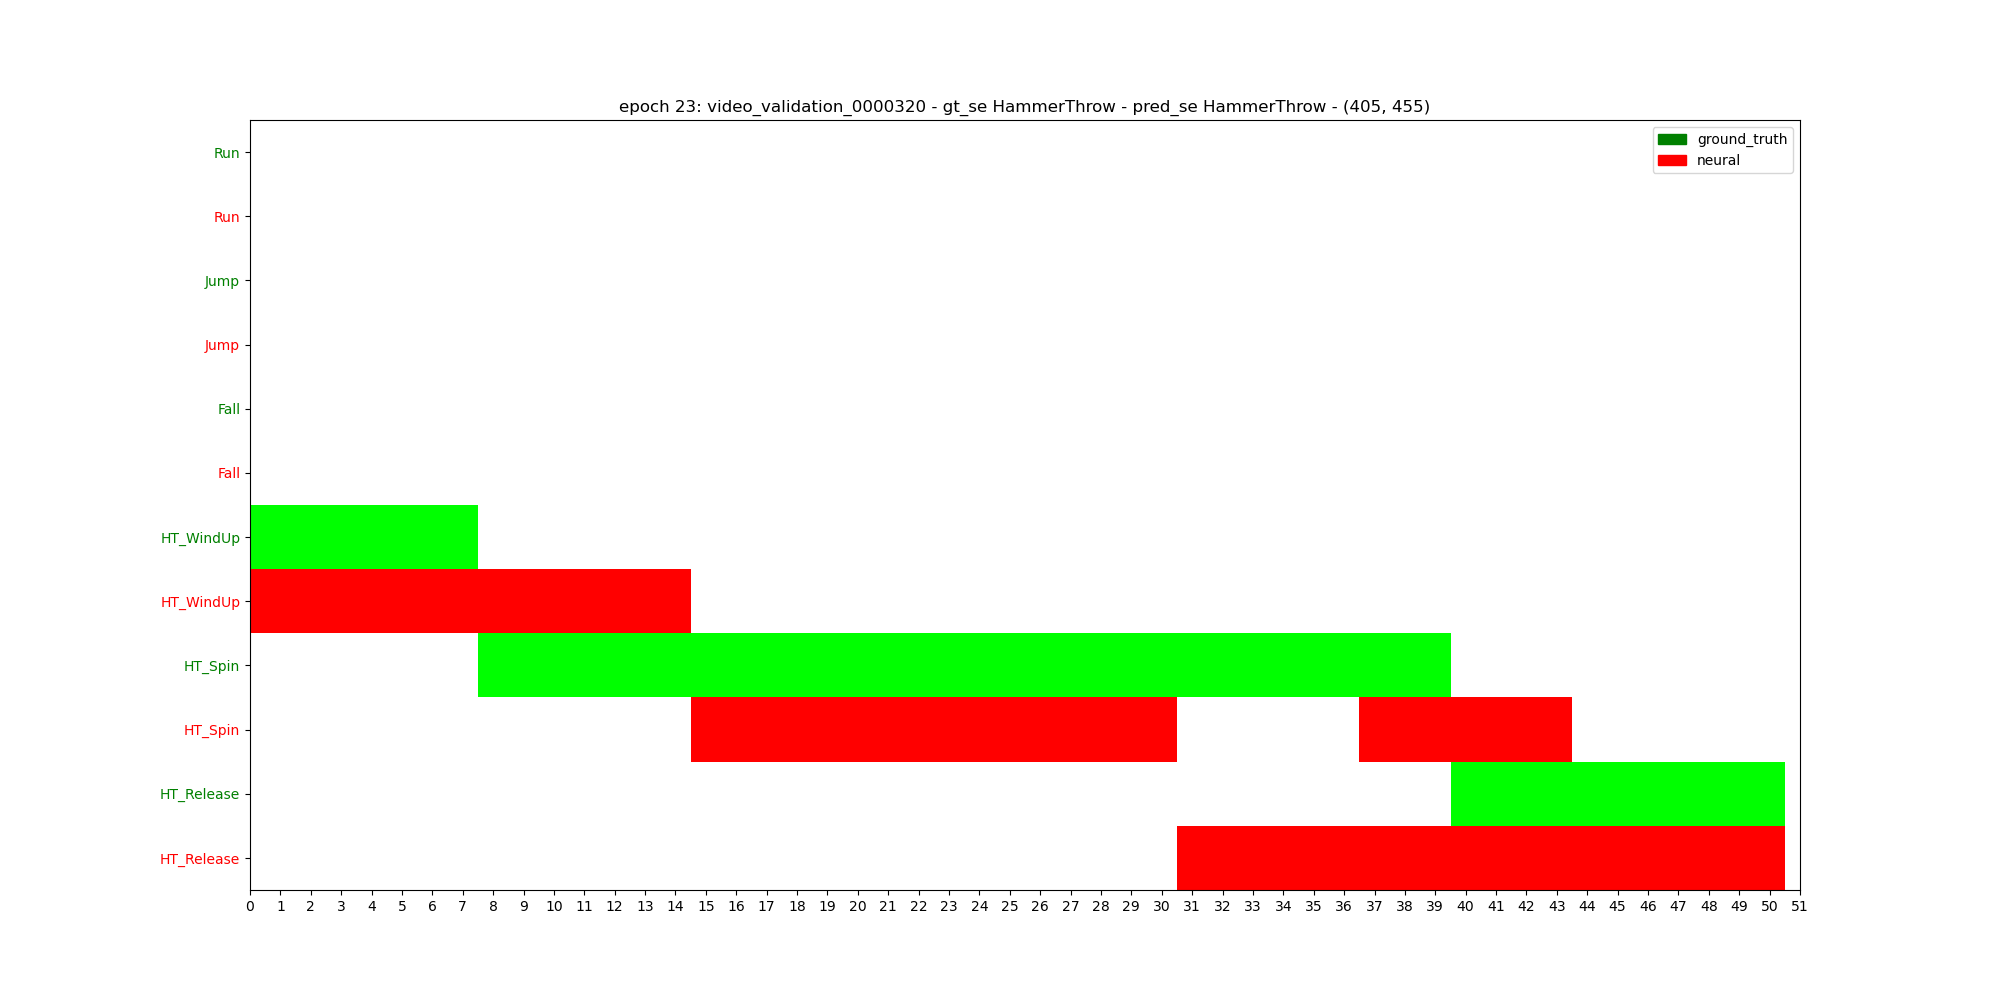 epoch 23: video_validation_0000320 - gt_se HammerThrow - pred_se HammerThrow - (405, 455)
ground_truth
neural
Run
Run
Jump
Jump
Fall
Fall
HT_WindUp
HT_WindUp
HT_Spin
HT_Spin
HT_Release
HT_Release
0 1 2 3 4 5 6 7 8 9 10 11 12 13 14 15 16 17 18 19 20 21 22 23 24 25 26 27 28 29 30 31 32 33 34 35 36 37 38 39 40 41 42 43 44 45 46 47 48 49 50 51